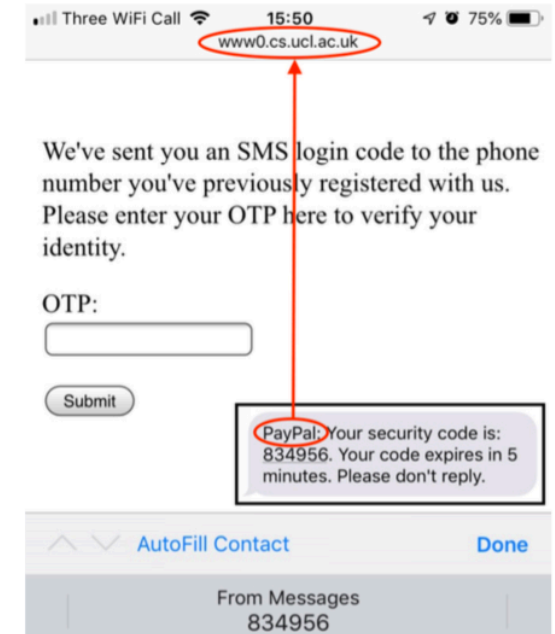 Three WiFi Call 15:50 75%
www0.cs.ucl.ac.uk
We've sent you an SMS login code to the phone
number you've previously registered with us.
Please enter your OTP here to verify your
identity.
OTP:
Submit
PayPal: Your security code is:
834956. Your code expires in 5
minutes. Please don't reply.
AutoFill Contact Done
From Messages
834956